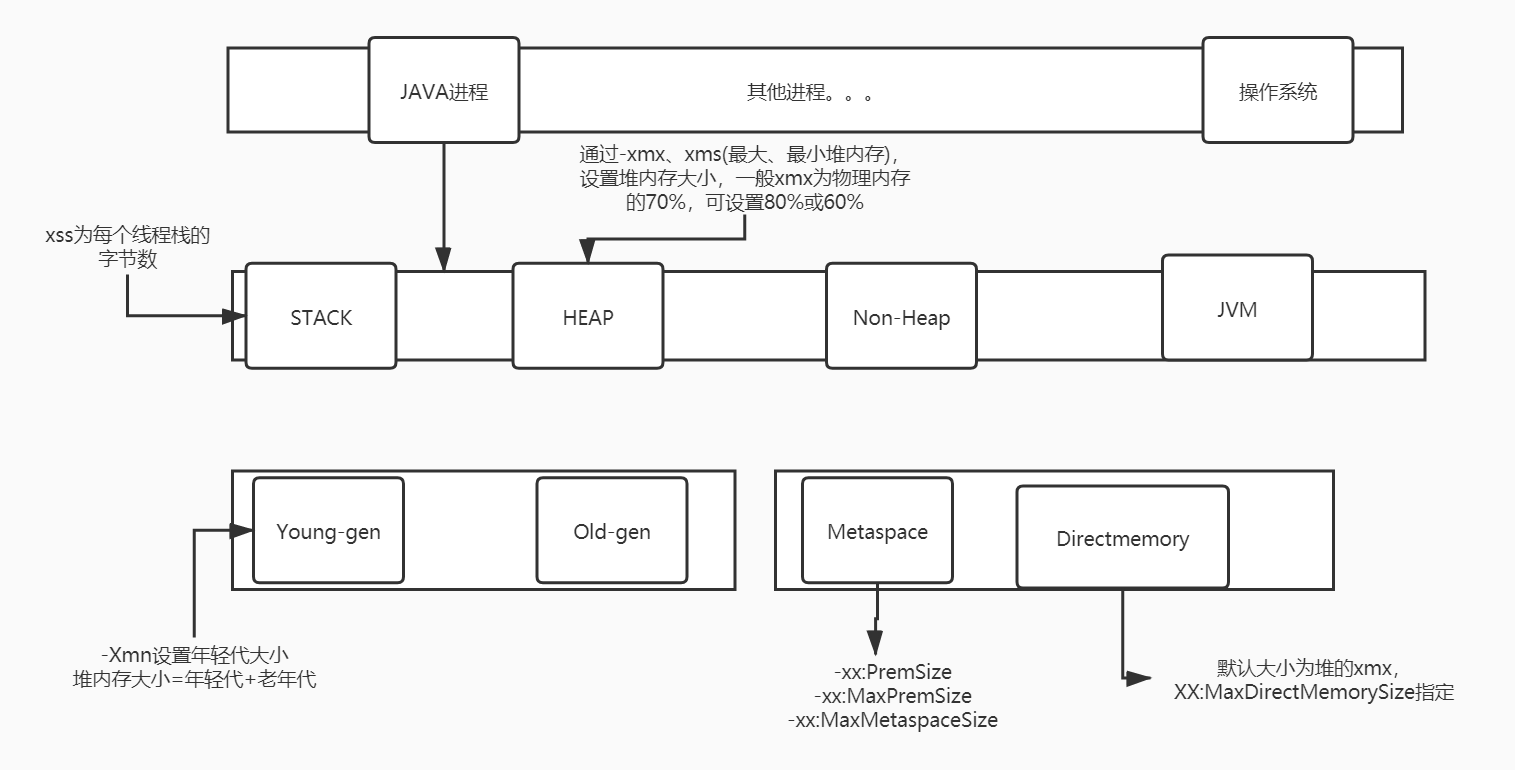 JAVA进程
其他进程。。。
操作系统
通过-xmx、xms(最大、最小堆内存),
设置堆内存大小，一般xmx为物理内存
的70%，可设置80%或60%
xss为每个线程栈的
字节数
STACK
HEAP
Non-Heap
JVM
Young-gen
Old-gen
Metaspace
Directmemory
-Xmn设置年轻代大小
堆内存大小=年轻代+老年代
-xx:PremSize
-xx:MaxPremSize
-xx:MaxMetaspaceSize
默认大小为堆的xmx，
XX:MaxDirectMemorySize指定